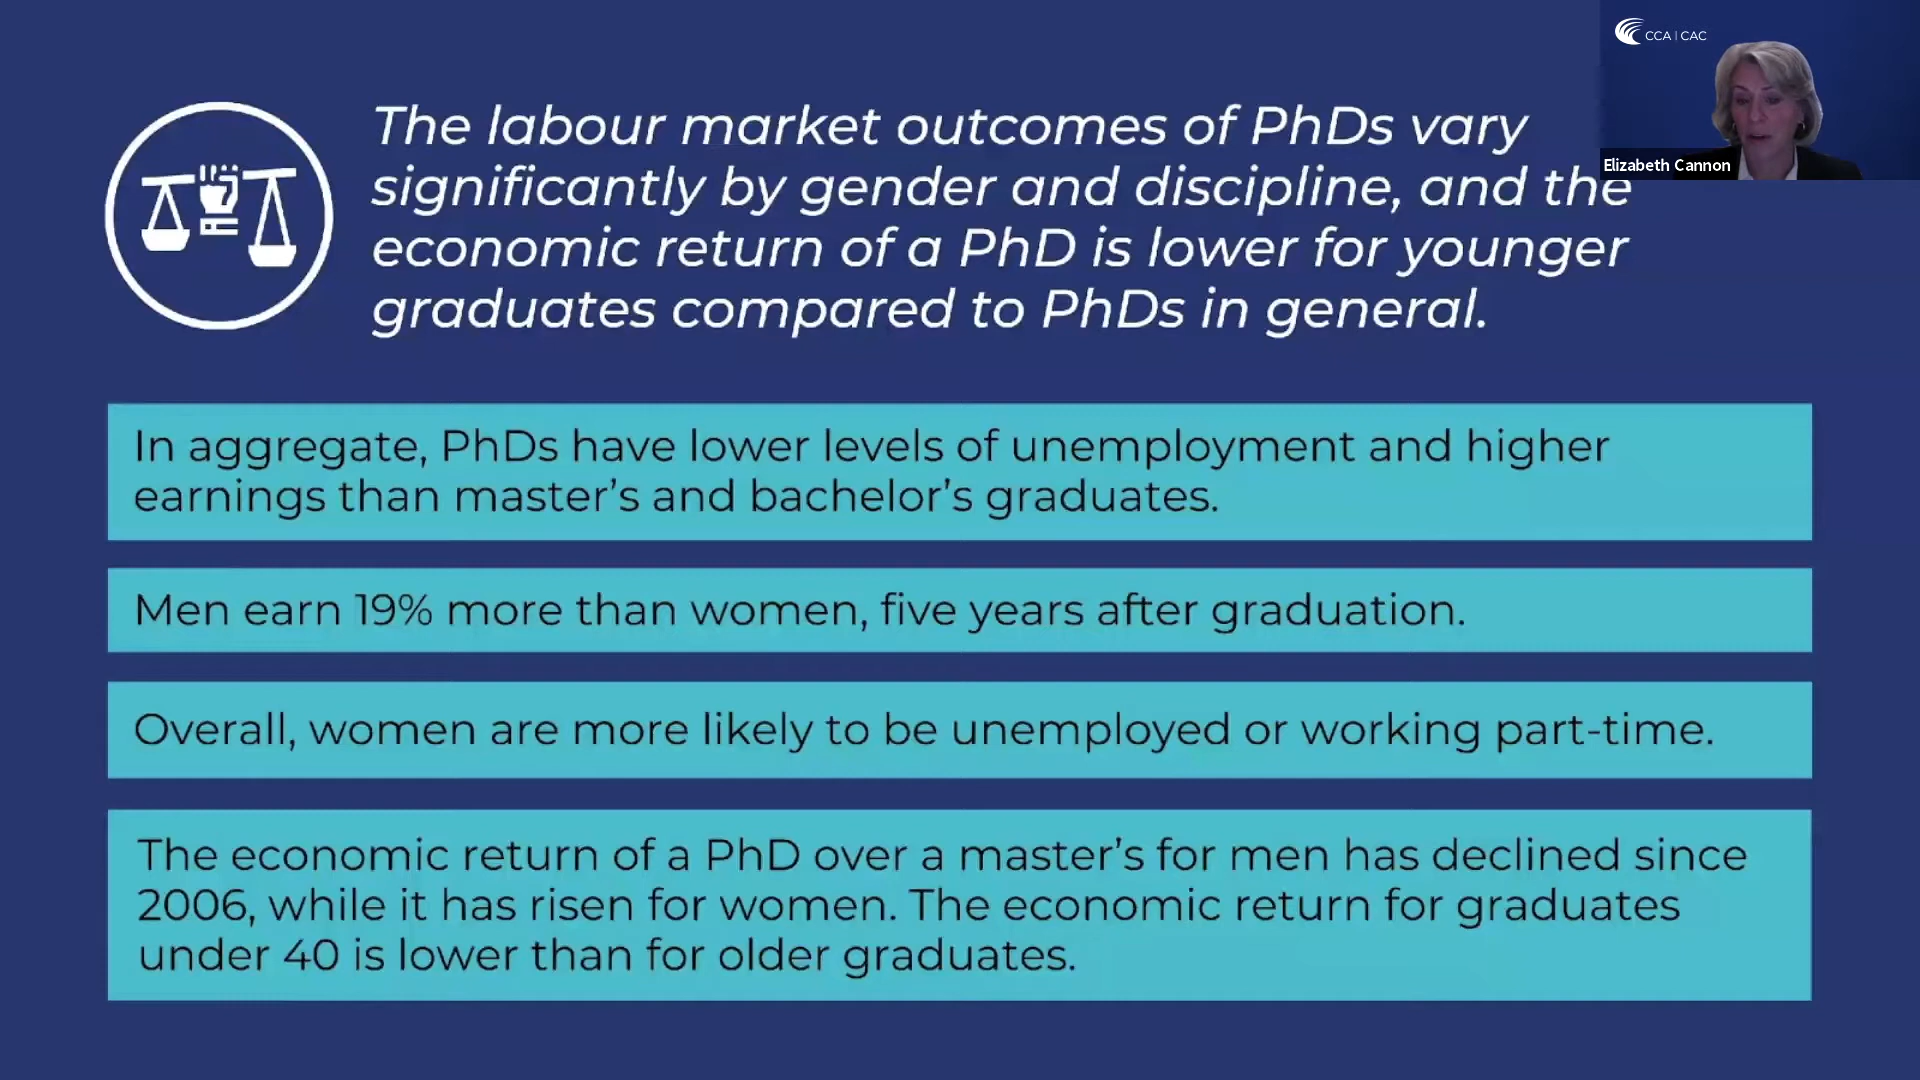 CCA | CAC
Elizabeth Cannon
The labour market outcomes of PhDs vary
significantly by gender and discipline, and the
economic return of a PhD is lower for younger
graduates compared to PhDs in general.
In aggregate, PhDs have lower levels of unemployment and higher
earnings than master’s and bachelor’s graduates.
Men earn 19% more than women, five years after graduation.
Overall, women are more likely to be unemployed or working part-time.
The economic return of a PhD over a master’s for men has declined since
2006, while it has risen for women. The economic return for graduates
under 40 is lower than for older graduates.